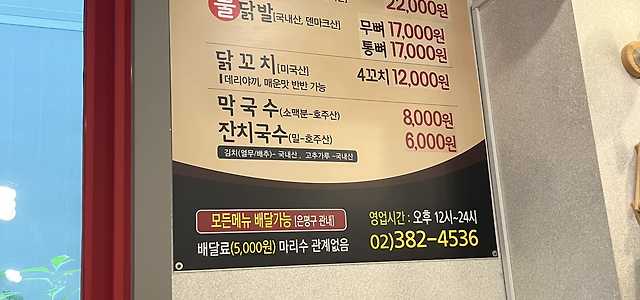 22,000원
불닭발[국내산, 덴마크산]
무뼈 17,000원
통뼈 17,000원
닭꼬치[미국산]
데리야끼, 매운맛 반반 가능
4꼬치 12,000원
막국수(소맥분-호주산) 8,000원
잔치국수(밀-호주산) 6,000원
김치(열무/배추)- 국내산 , 고추가루 -국내산
모든메뉴 배달가능 [은평구 관내]
배달료(5,000원) 마리수 관계없음
영업시간 : 오후 12시~24시
02)382-4536